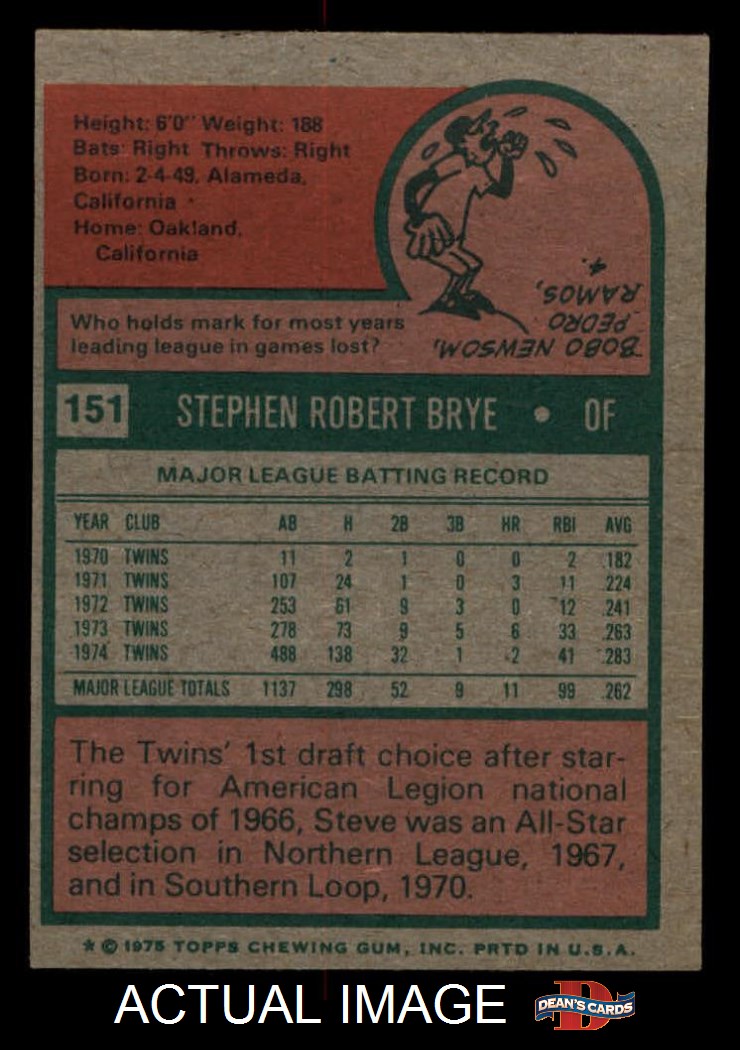 Height: 6'0" Weight: 188
Bats: Right Throws: Right
Born: 2-4-49, Alameda,
California
Home: Oakland,
California
Who holds mark for most years
leading league in games lost?
BOBO NEWSOM,
PEDRO
RAMOS,
4.
151 STEPHEN ROBERT BRYE • OF
MAJOR LEAGUE BATTING RECORD
YEAR CLUB AB H 2B 3B HR RBI AVG
1970 TWINS 11 2 1 0 0 2 .182
1971 TWINS 107 24 1 0 3 11 .224
1972 TWINS 253 61 9 3 0 12 .241
1973 TWINS 278 73 9 5 6 33 .263
1974 TWINS 488 138 32 1 2 41 .283
MAJOR LEAGUE TOTALS 1137 298 52 9 11 99 .262
The Twins' 1st draft choice after star-
ring for American Legion national
champs of 1966, Steve was an All-Star
selection in Northern League, 1967,
and in Southern Loop, 1970.
* © 1975 TOPPS CHEWING GUM, INC. PRTD IN U.S.A.
ACTUAL IMAGE
DEAN'S CARDS